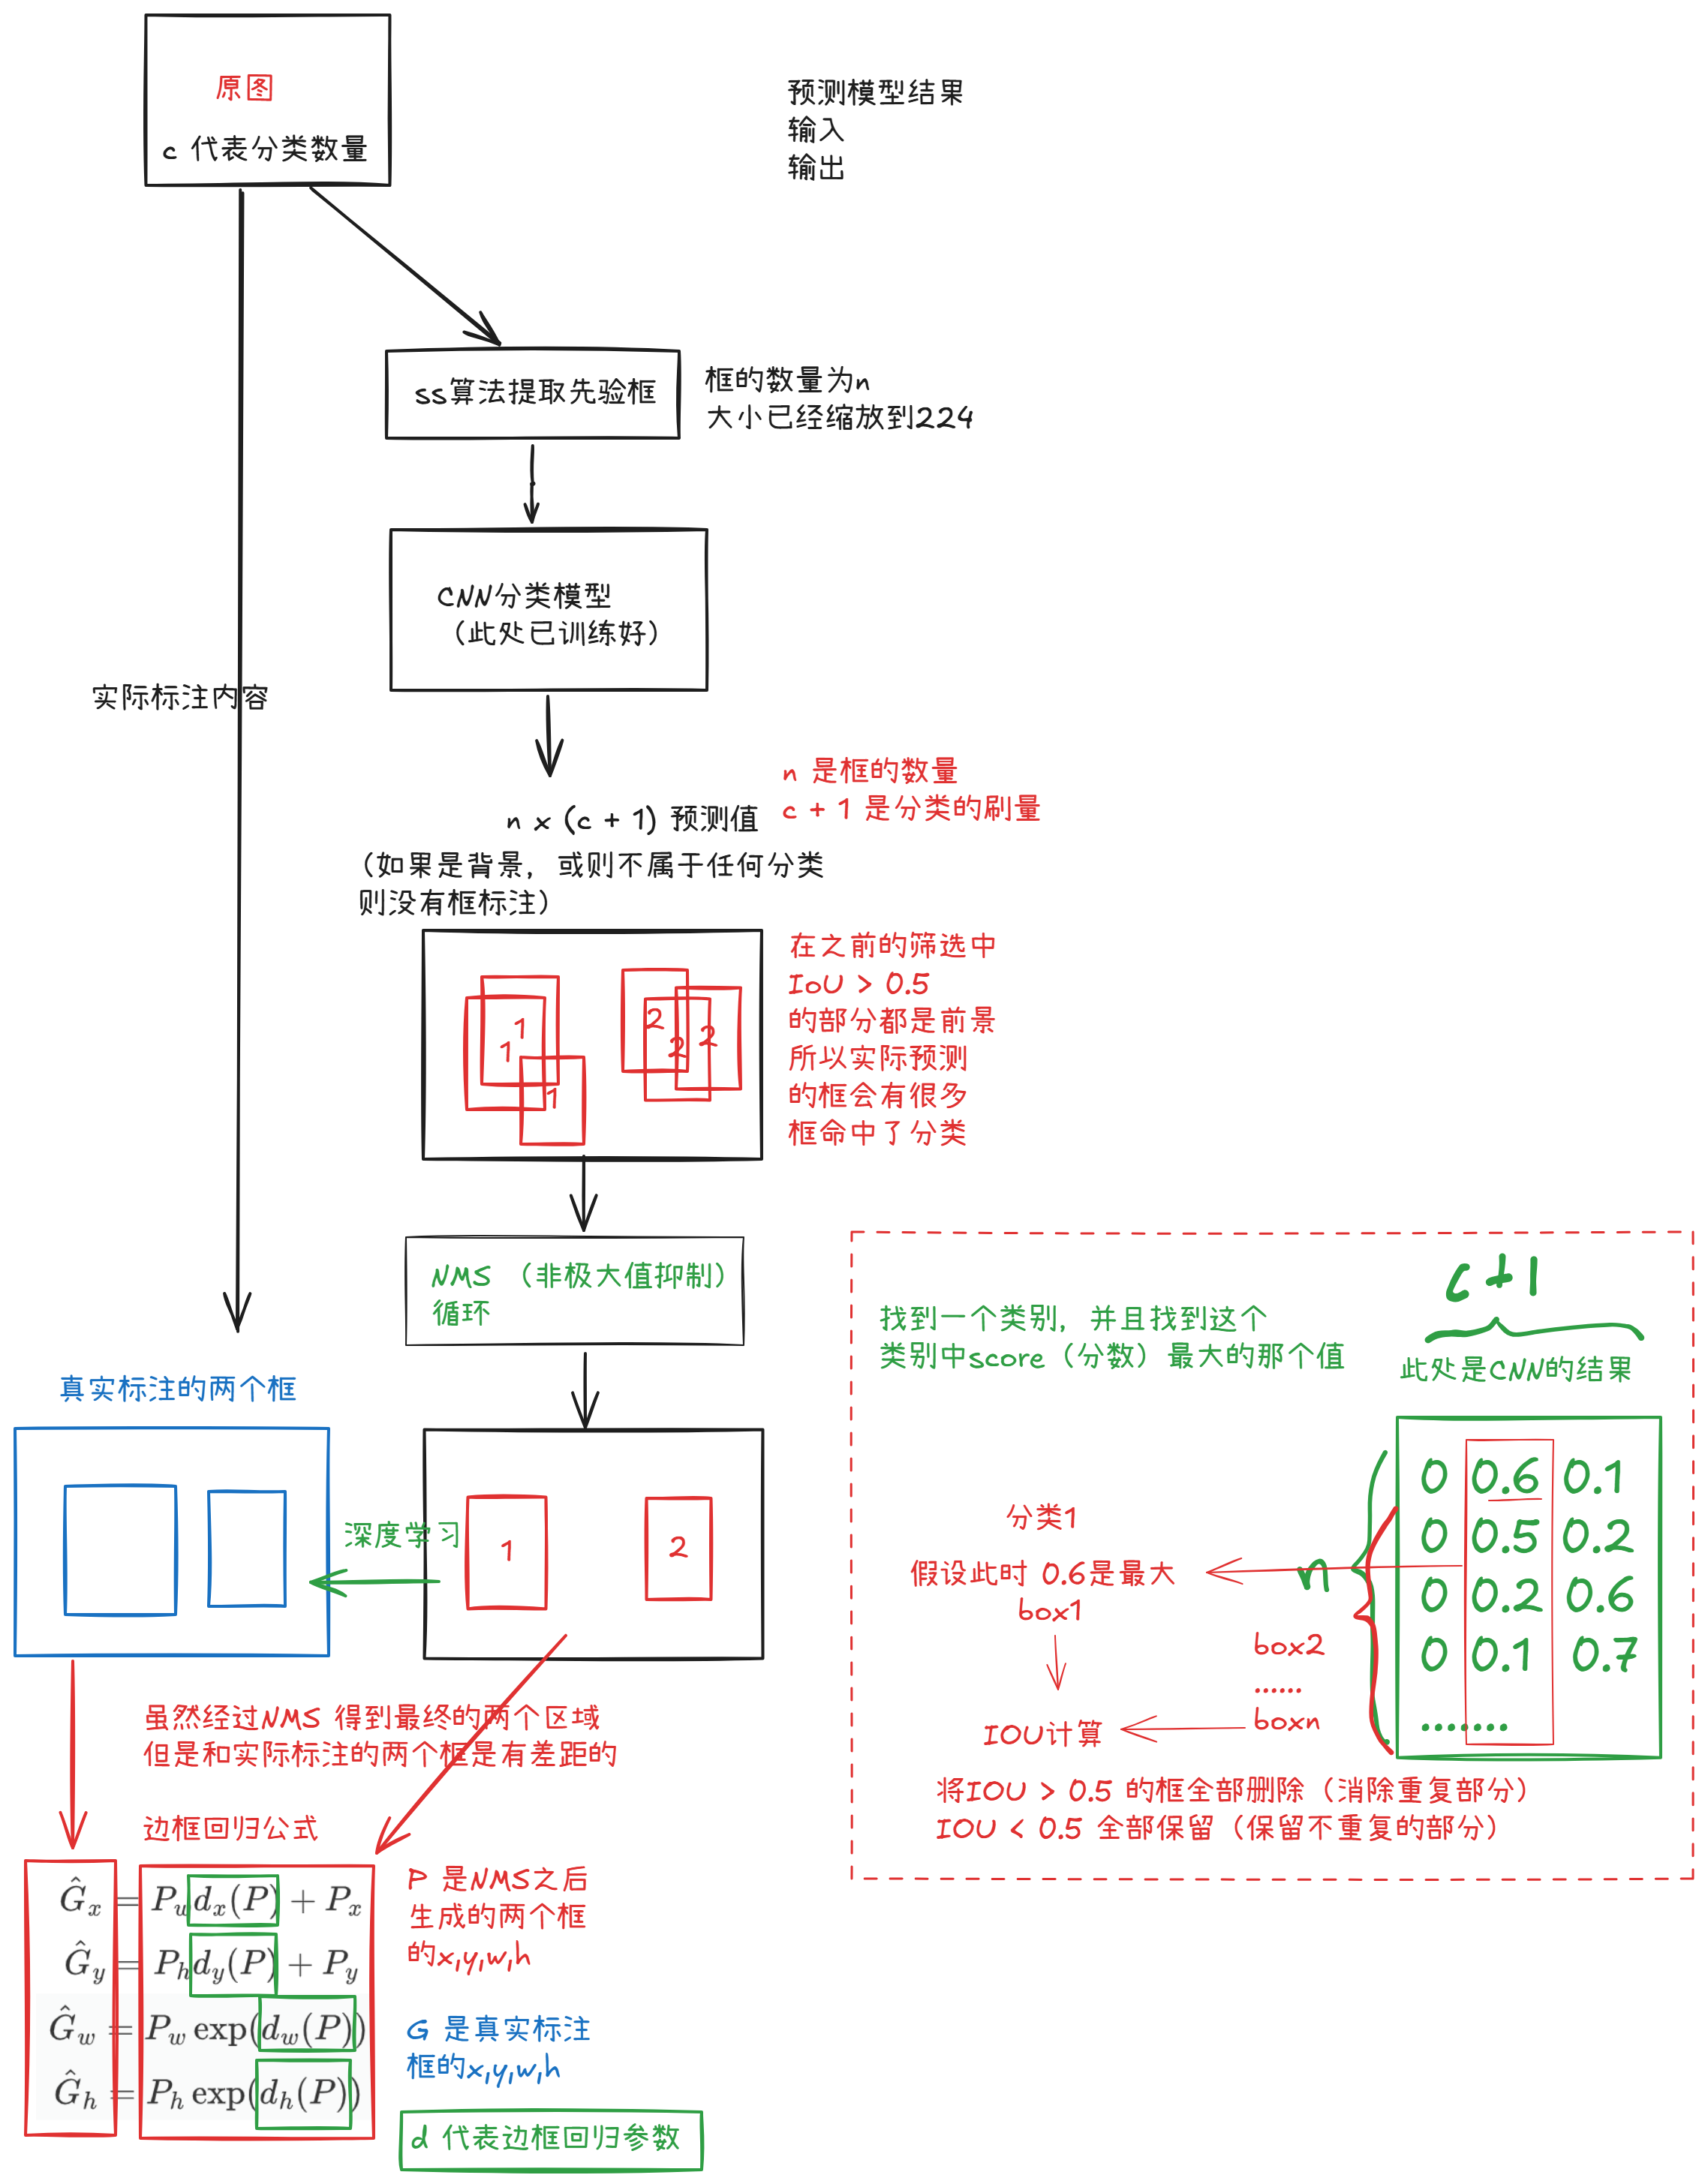 原图
c 代表分类数量
预测模型结果
输入
输出
ss算法提取先验框
框的数量为n
大小已经缩放到224
CNN分类模型
（此处已训练好）
实际标注内容
n 是框的数量
c + 1 是分类的刷量
n x (c + 1) 预测值
（如果是背景，或则不属于任何分类
则没有框标注）
1
1
1
2
2
2
在之前的筛选中
IoU > 0.5
的部分都是前景
所以实际预测
的框会有很多
框命中了分类
NMS （非极大值抑制）
循环
真实标注的两个框
深度学习
1
2
虽然经过NMS 得到最终的两个区域
但是和实际标注的两个框是有差距的
边框回归公式
Ĝx = Pw dx(P) + Px
Ĝy = Ph dy(P) + Py
Ĝw = Pw exp(dw(P))
Ĝh = Ph exp(dh(P))
P 是NMS之后
生成的两个框
的x,y,w,h
G 是真实标注
框的x,y,w,h
d 代表边框回归参数
c+1
找到一个类别，并且找到这个
类别中score（分数）最大的那个值
此处是CNN的结果
0 0.6 0.1
0 0.5 0.2
0 0.2 0.6
0 0.1 0.7
.......
n
分类1
假设此时 0.6是最大
box1
box2
......
boxn
IOU计算
将IOU > 0.5 的框全部删除（消除重复部分）
IOU < 0.5 全部保留（保留不重复的部分）